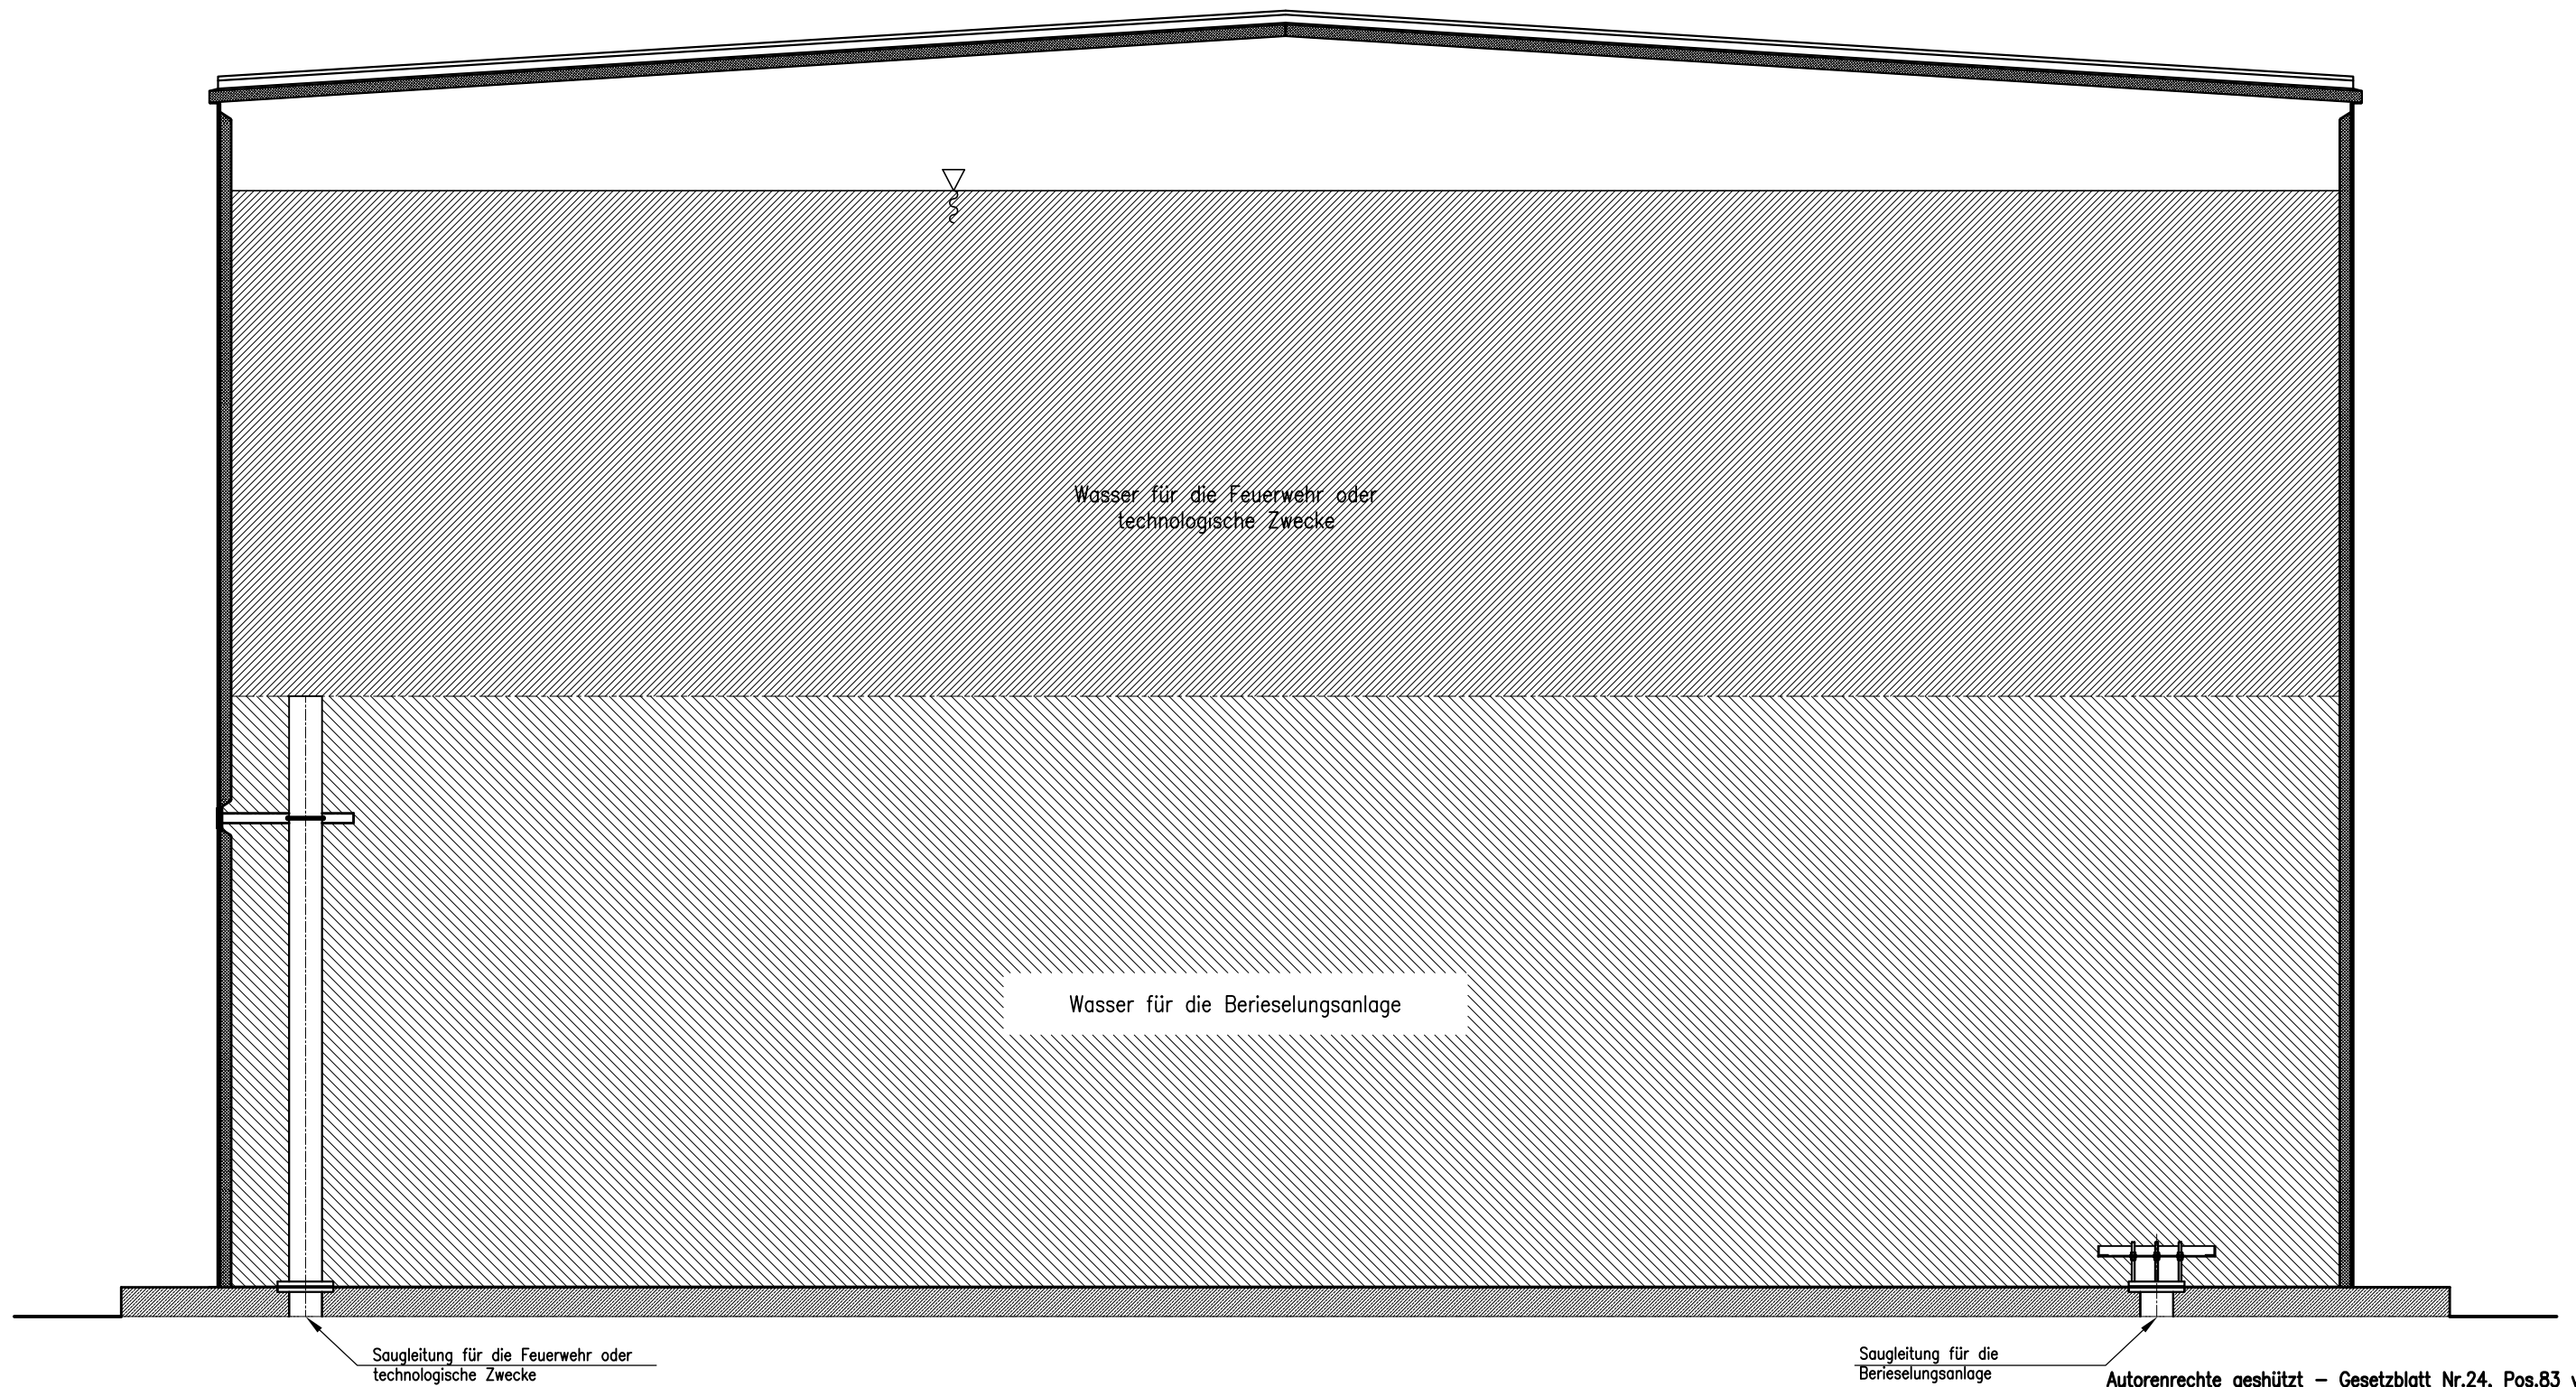 Wasser für die Feuerwehr oder
technologische Zwecke
Wasser für die Berieselungsanlage
Saugleitung für die Feuerwehr oder
technologische Zwecke
Saugleitung für die
Berieselungsanlage
Autorenrechte geshützt – Gesetzblatt Nr.24, Pos.83